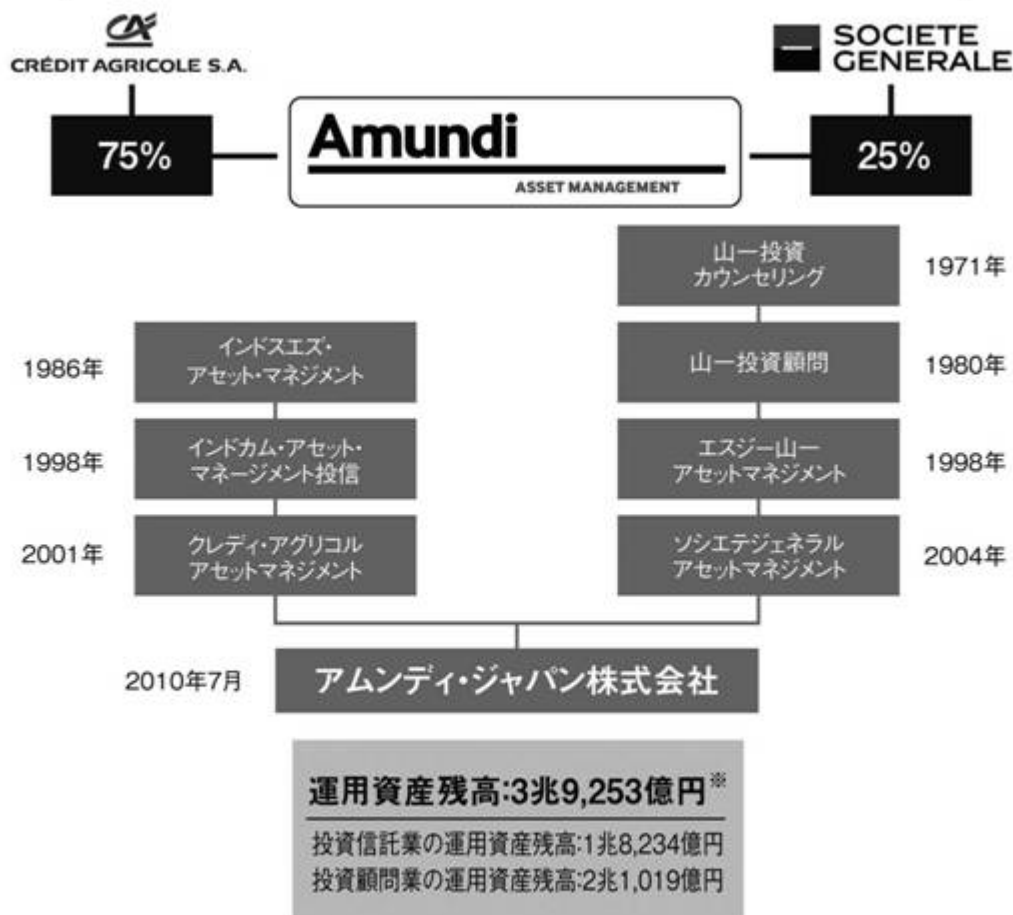 CA
CRÉDIT AGRICOLE S.A.
SOCIETE
GENERALE
75%
Amundi
ASSET MANAGEMENT
25%
山一投資
カウンセリング
1971年
1986年
インドスエズ・
アセット・マネジメント
山一投資顧問
1980年
1998年
インドカム・アセット・
マネージメント投信
エスジー山一
アセットマネジメント
1998年
2001年
クレディ・アグリコル
アセットマネジメント
ソシエテジェネラル
アセットマネジメント
2004年
2010年7月
アムンディ・ジャパン株式会社
運用資産残高:3兆9,253億円※
投資信託業の運用資産残高:1兆8,234億円
投資顧問業の運用資産残高:2兆1,019億円